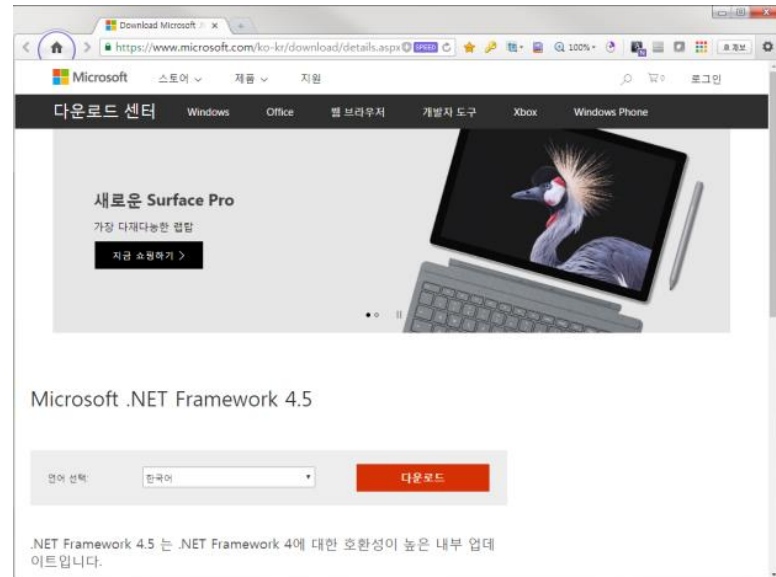 Download Microsoft .N
https://www.microsoft.com/ko-kr/download/details.aspx
SPEED
100%
Microsoft 스토어 제품 지원 0 로그인
다운로드 센터 Windows Office 웹 브라우저 개발자 도구 Xbox Windows Phone
새로운 Surface Pro
가장 다재다능한 랩탑
지금 쇼핑하기 >
Microsoft .NET Framework 4.5
언어 선택: 한국어 다운로드
.NET Framework 4.5 는 .NET Framework 4에 대한 호환성이 높은 내부 업데
이트입니다.